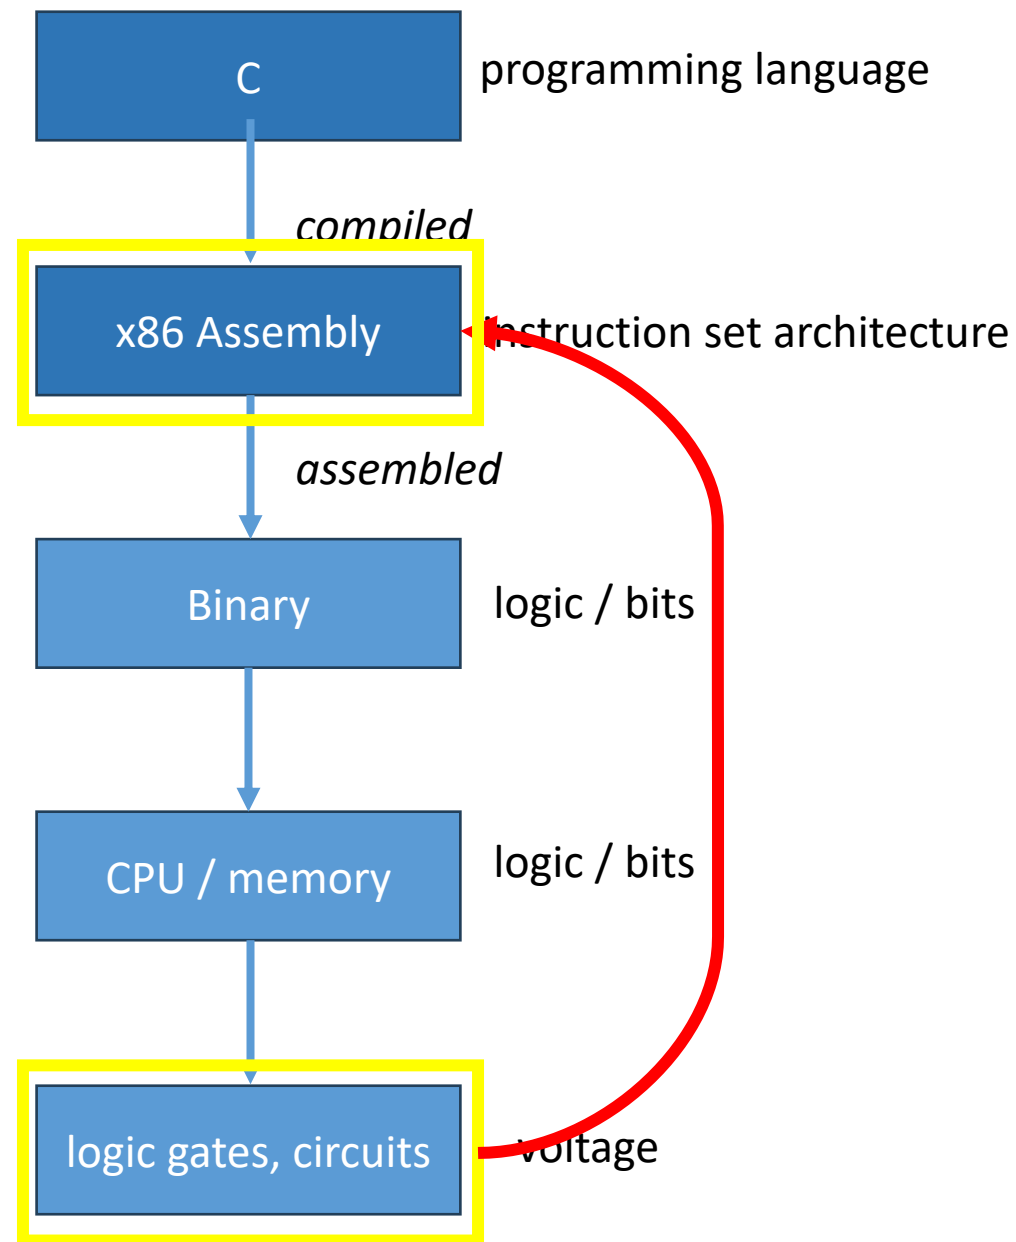 C
programming language
compiled
x86 Assembly
instruction set architecture
assembled
Binary
logic / bits
CPU / memory
logic / bits
logic gates, circuits
voltage